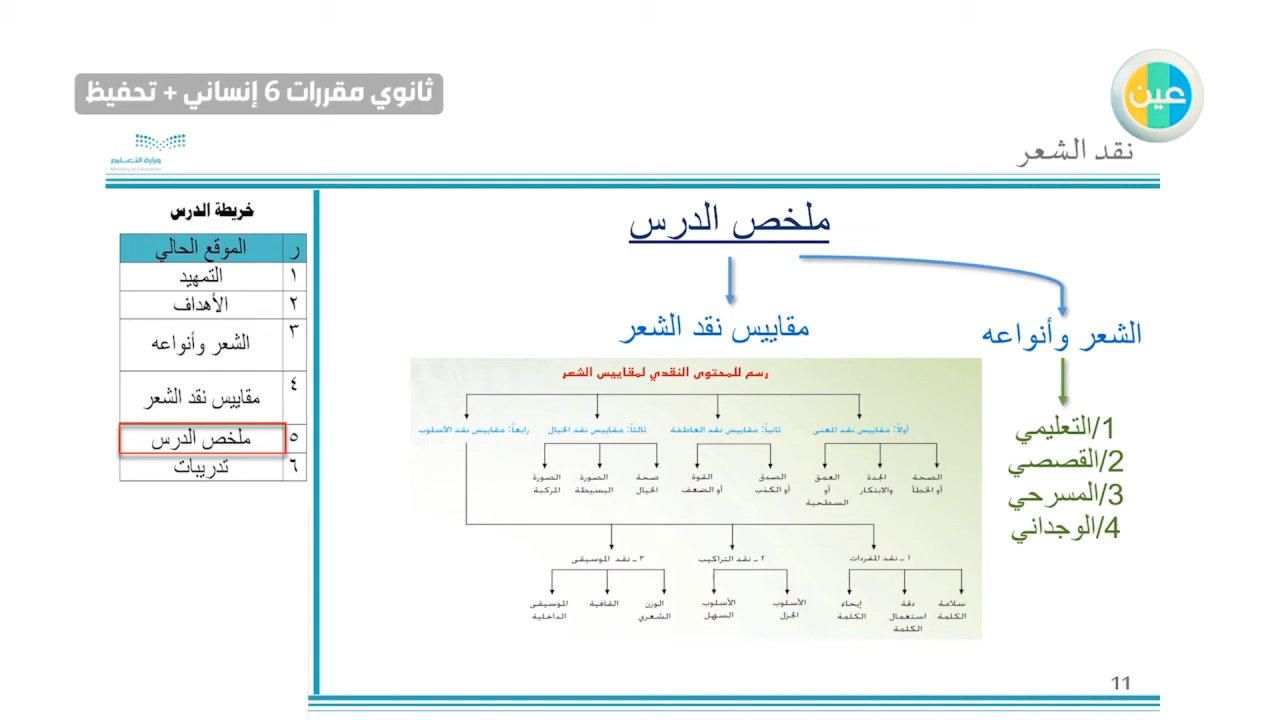 ثانوي مقررات 6 إنساني + تحفيظ
عين
وزارة التعليم
Ministry of Education
نقد الشعر
خريطة الدرس
ر الموقع الحالي
١ التمهيد
٢ الأهداف
٣ الشعر وأنواعه
٤ مقاييس نقد الشعر
٥ ملخص الدرس
٦ تدريبات
ملخص الدرس
الشعر وأنواعه
1/التعليمي
2/القصصي
3/المسرحي
4/الوجداني
مقاييس نقد الشعر
رسم للمحتوى النقدي لمقاييس الشعر
أولاً: مقاييس نقد المعنى
ثانياً: مقاييس نقد العاطفة
ثالثاً: مقاييس نقد الخيال
رابعاً: مقاييس نقد الأسلوب
الصحة
أو الخطأ
الجدة
والابتكار
العمق
أو
السطحية
الصدق
أو الكذب
القوة
أو الضعف
صحة
الخيال
الصورة
البسيطة
الصورة
المركبة
١ ـ نقد المفردات
٢ ـ نقد التراكيب
٣ ـ نقد الموسيقى
سلامة
الكلمة
دقة
استعمال
الكلمة
إيحاء
الكلمة
الأسلوب
الجزل
الأسلوب
السهل
الوزن
الشعري
القافية
الموسيقى
الداخلية
11